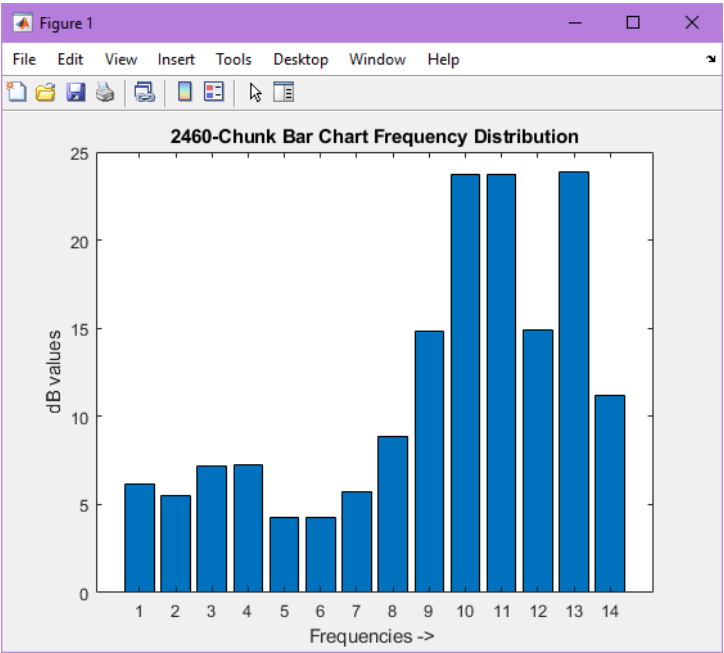 Figure 1
File Edit View Insert Tools Desktop Window Help
2460-Chunk Bar Chart Frequency Distribution
25
20
15
10
5
0
dB values
1 2 3 4 5 6 7 8 9 10 11 12 13 14
Frequencies ->